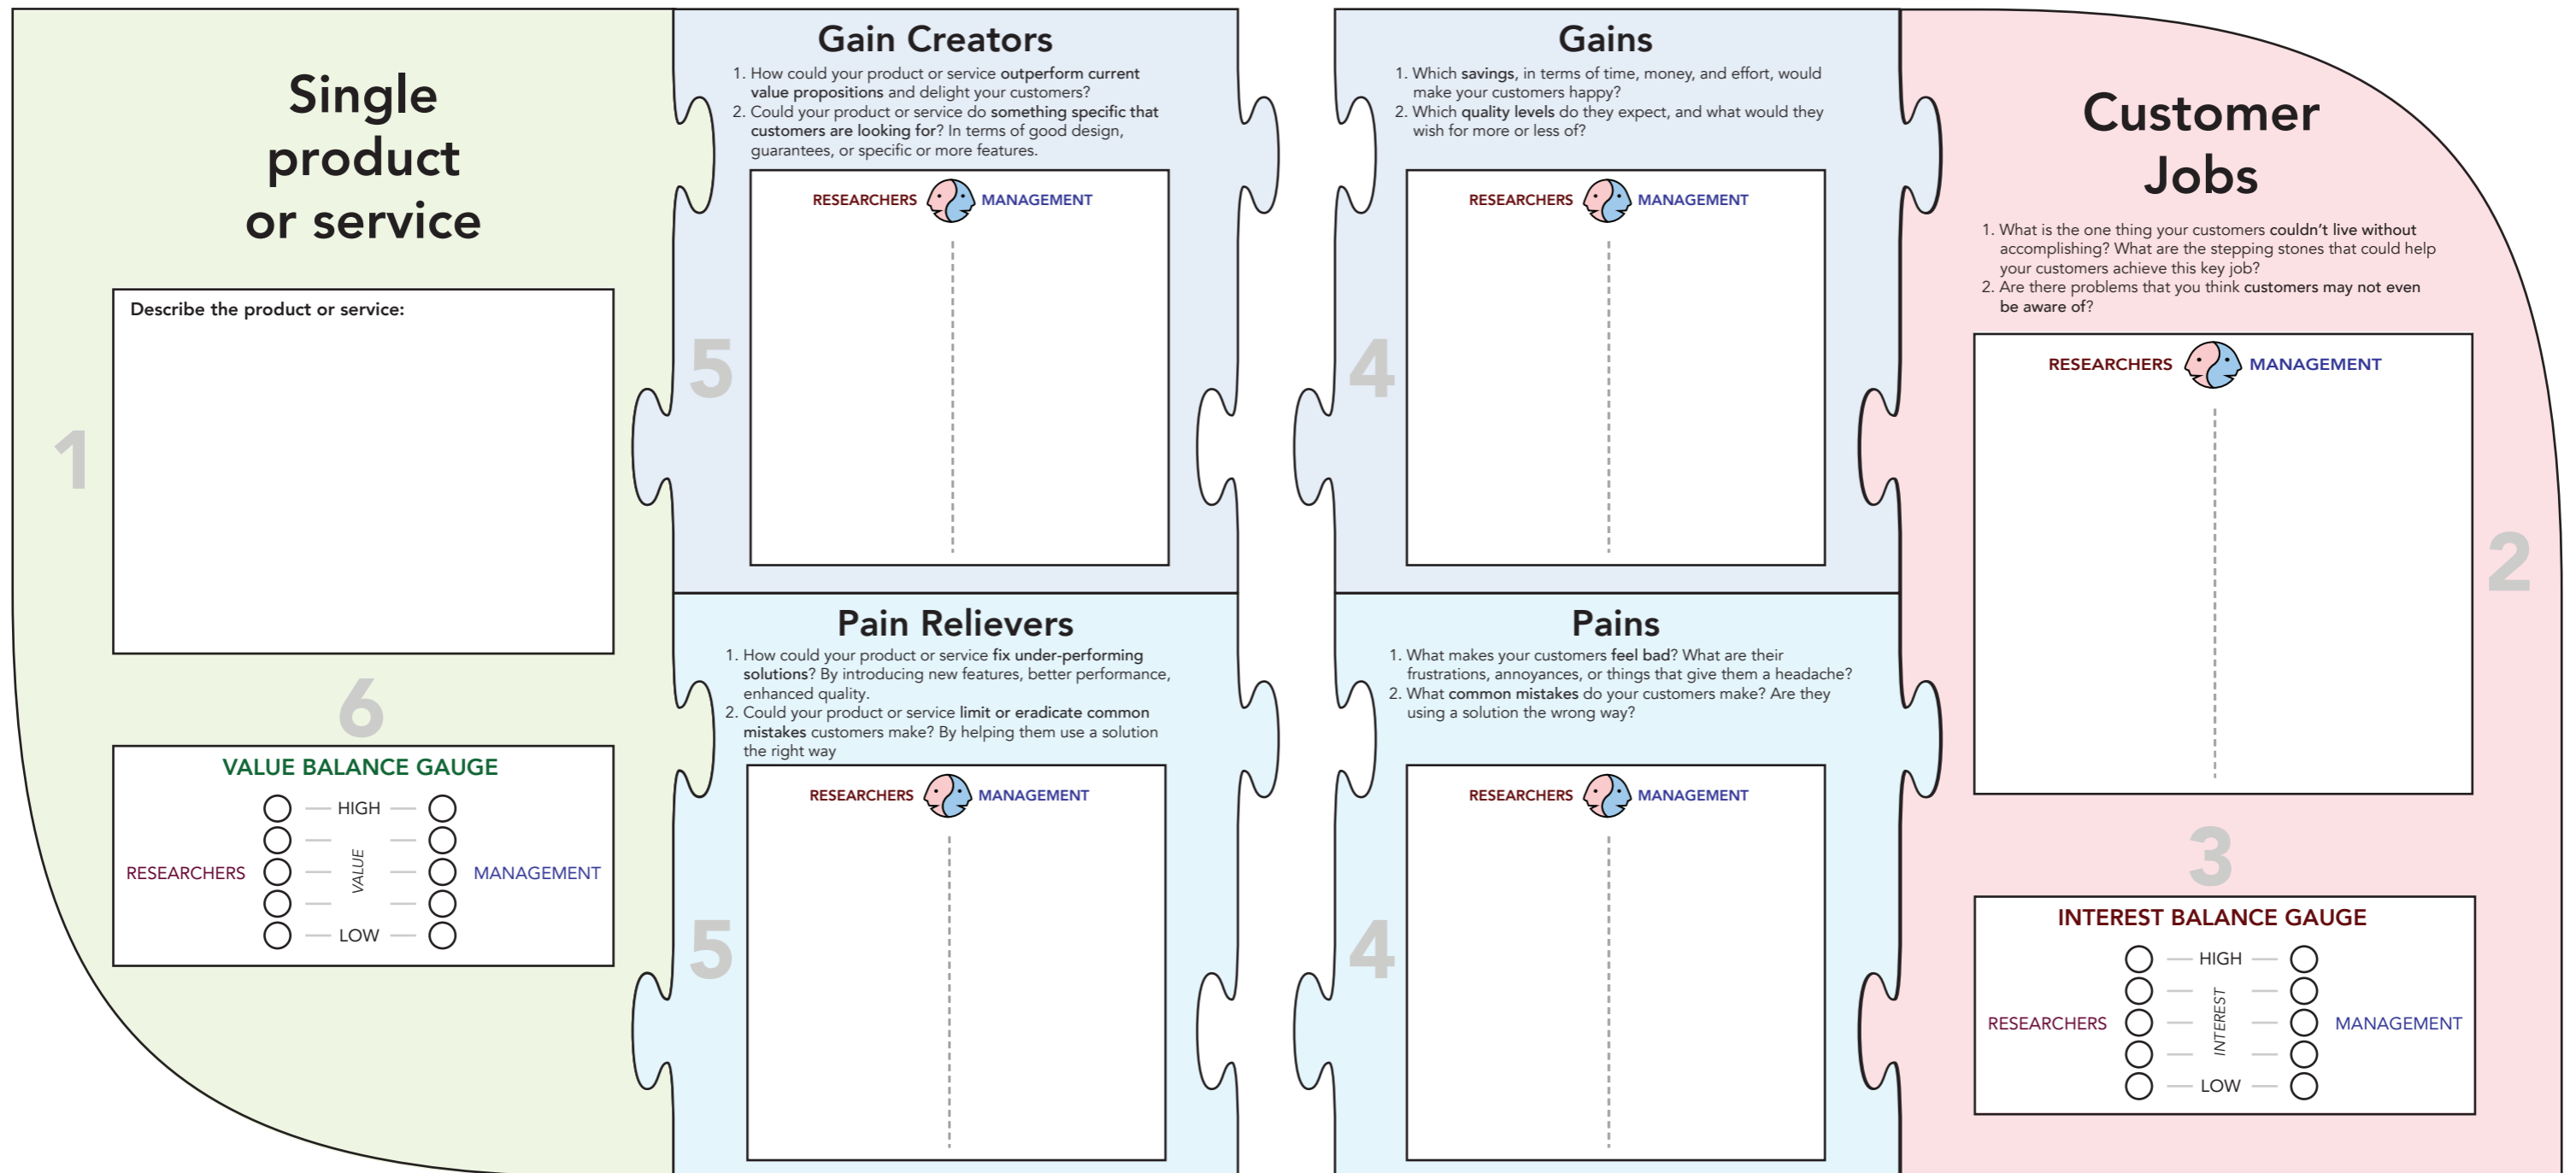 Single
product
or service
Describe the product or service:
1
6
VALUE BALANCE GAUGE
HIGH
VALUE
RESEARCHERS
MANAGEMENT
LOW
Gain Creators
1. How could your product or service outperform current
value propositions and delight your customers?
2. Could your product or service do something specific that
customers are looking for? In terms of good design,
guarantees, or specific or more features.
RESEARCHERS MANAGEMENT
5
Pain Relievers
1. How could your product or service fix under-performing
solutions? By introducing new features, better performance,
enhanced quality.
2. Could your product or service limit or eradicate common
mistakes customers make? By helping them use a solution
the right way
RESEARCHERS MANAGEMENT
5
Gains
1. Which savings, in terms of time, money, and effort, would
make your customers happy?
2. Which quality levels do they expect, and what would they
wish for more or less of?
RESEARCHERS MANAGEMENT
4
Pains
1. What makes your customers feel bad? What are their
frustrations, annoyances, or things that give them a headache?
2. What common mistakes do your customers make? Are they
using a solution the wrong way?
RESEARCHERS MANAGEMENT
4
Customer
Jobs
1. What is the one thing your customers couldn't live without
accomplishing? What are the stepping stones that could help
your customers achieve this key job?
2. Are there problems that you think customers may not even
be aware of?
RESEARCHERS MANAGEMENT
2
3
INTEREST BALANCE GAUGE
HIGH
INTEREST
RESEARCHERS
MANAGEMENT
LOW